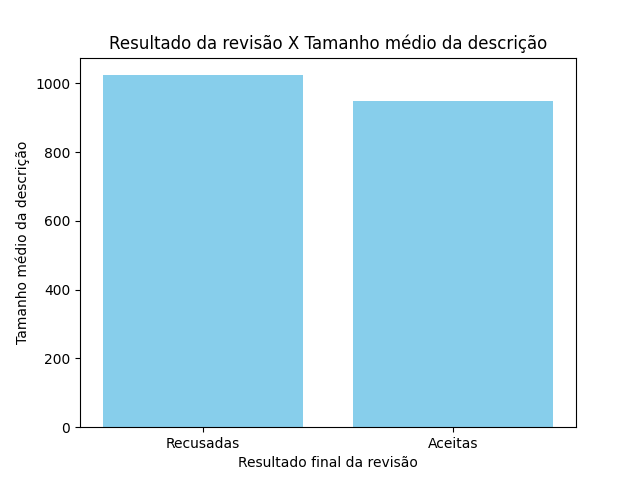 Resultado da revisão X Tamanho médio da descrição
Tamanho médio da descrição
1000
800
600
400
200
0
Recusadas Aceitas
Resultado final da revisão